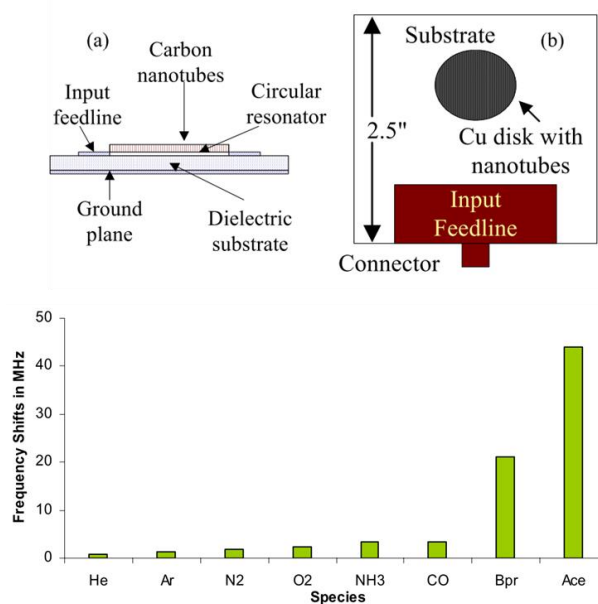 (a)
Carbon
nanotubes
Input
feedline
Circular
resonator
Ground
plane
Dielectric
substrate
Substrate
(b)
2.5"
Cu disk with
nanotubes
Input
Feedline
Connector
Frequency Shifts in MHz
50
40
30
20
10
0
He Ar N2 O2 NH3 CO Bpr Ace
Species